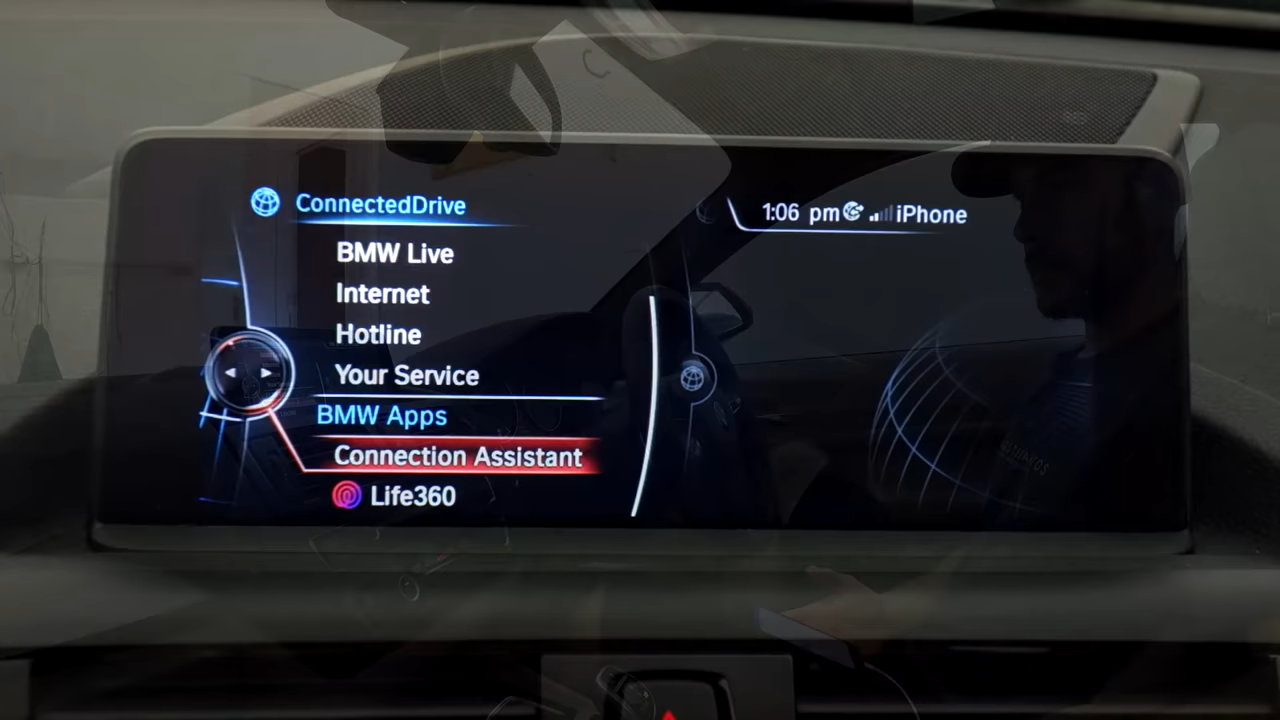 ConnectedDrive
1:06 pm iPhone
BMW Live
Internet
Hotline
Your Service
BMW Apps
Connection Assistant
Life360